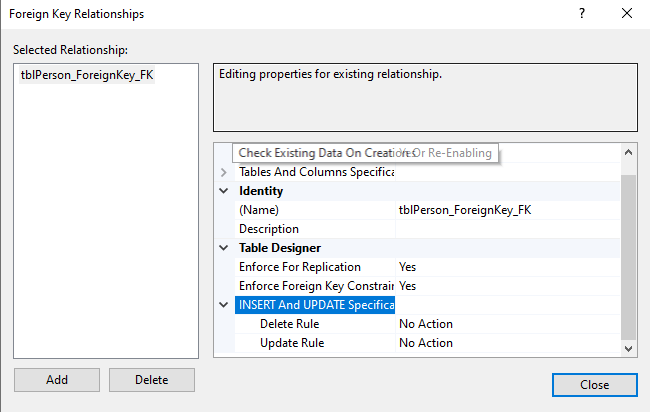 Foreign Key Relationships
?
Selected Relationship:
tblPerson_ForeignKey_FK
Add
Delete
Editing properties for existing relationship.
Check Existing Data On Creation Or Re-Enabling
Yes
Tables And Columns Specifica
Identity
(Name) tblPerson_ForeignKey_FK
Description
Table Designer
Enforce For Replication Yes
Enforce Foreign Key Constrain Yes
INSERT And UPDATE Specifica
Delete Rule No Action
Update Rule No Action
Close